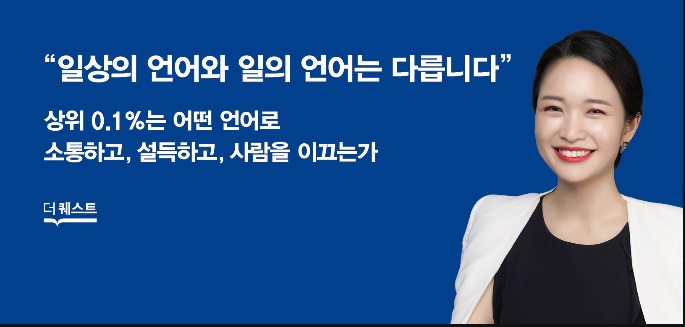 “일상의 언어와 일의 언어는 다릅니다”
상위 0.1%는 어떤 언어로
소통하고, 설득하고, 사람을 이끄는가
더퀘스트